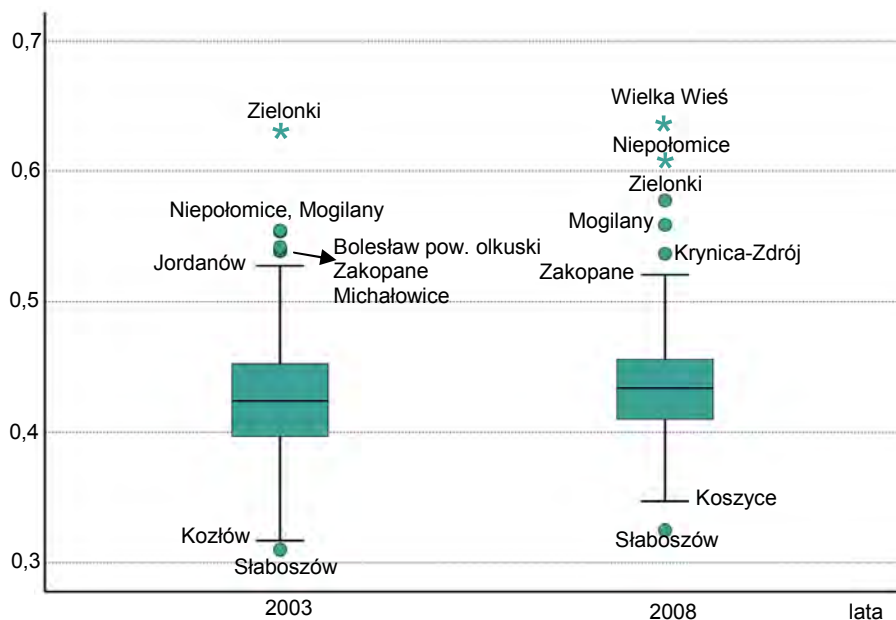 0,7
Wielka Wieś
Zielonki
Niepołomice
0,6
Zielonki
Niepołomice, Mogilany
Mogilany
Bolesław pow. olkuski
Krynica-Zdrój
Jordanów
Zakopane
Zakopane
Michałowice
0,5
0,4
Koszyce
Kozłów
Słaboszów
Słaboszów
0,3
2003
2008
lata